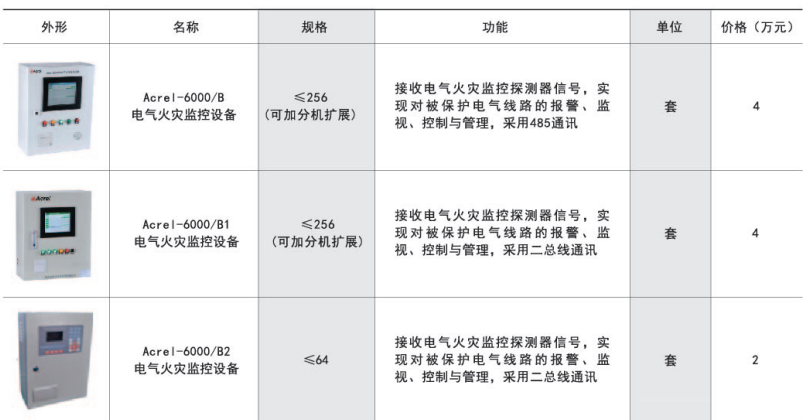 外形 名称 规格 功能 单位 价格（万元）
Acrel-6000/B
电气火灾监控设备
≤256
(可加分机扩展)
接收电气火灾监控探测器信号，实
现对被保护电气线路的报警、监
视、控制与管理，采用485通讯
套
4
Acrel
Acrel-6000/B1
电气火灾监控设备
≤256
(可加分机扩展)
接收电气火灾监控探测器信号，实
现对被保护电气线路的报警、监
视、控制与管理，采用二总线通讯
套
4
Acrel-6000/B2
电气火灾监控设备
≤64
接收电气火灾监控探测器信号，实
现对被保护电气线路的报警、监
视、控制与管理，采用二总线通讯
套
2